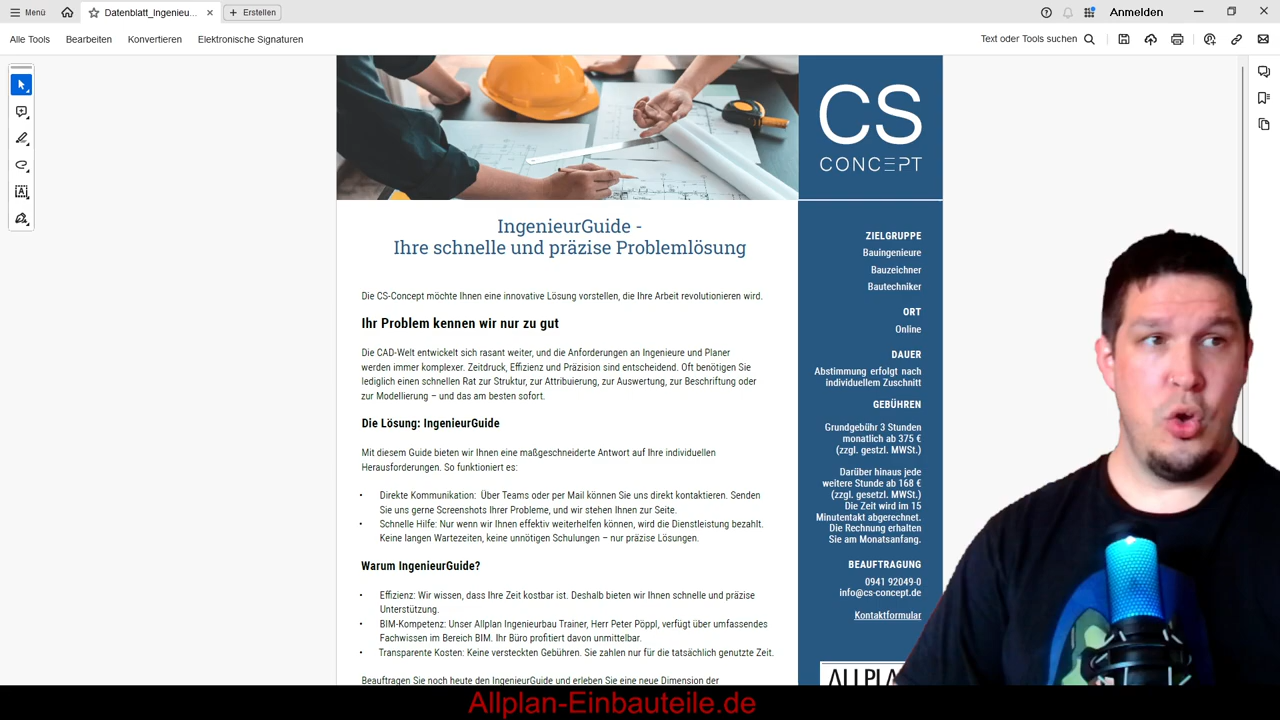 Menü
Datenblatt_Ingenieu...
Erstellen
Anmelden
Alle Tools
Bearbeiten
Konvertieren
Elektronische Signaturen
Text oder Tools suchen
CS
CONCEPT
IngenieurGuide -
Ihre schnelle und präzise Problemlösung
Die CS-Concept möchte Ihnen eine innovative Lösung vorstellen, die Ihre Arbeit revolutionieren wird.
Ihr Problem kennen wir nur zu gut
Die CAD-Welt entwickelt sich rasant weiter, und die Anforderungen an Ingenieure und Planer
werden immer komplexer. Zeitdruck, Effizienz und Präzision sind entscheidend. Oft benötigen Sie
lediglich einen schnellen Rat zur Struktur, zur Attribuierung, zur Auswertung, zur Beschriftung oder
zur Modellierung – und das am besten sofort.
Die Lösung: IngenieurGuide
Mit diesem Guide bieten wir Ihnen eine maßgeschneiderte Antwort auf Ihre individuellen
Herausforderungen. So funktioniert es:
• Direkte Kommunikation: Über Teams oder per Mail können Sie uns direkt kontaktieren. Senden
Sie uns gerne Screenshots Ihrer Probleme, und wir stehen Ihnen zur Seite.
• Schnelle Hilfe: Nur wenn wir Ihnen effektiv weiterhelfen können, wird die Dienstleistung bezahlt.
Keine langen Wartezeiten, keine unnötigen Schulungen – nur präzise Lösungen.
Warum IngenieurGuide?
• Effizienz: Wir wissen, dass Ihre Zeit kostbar ist. Deshalb bieten wir Ihnen schnelle und präzise
Unterstützung.
• BIM-Kompetenz: Unser Allplan Ingenieurbau Trainer, Herr Peter Pöppl, verfügt über umfassendes
Fachwissen im Bereich BIM. Ihr Büro profitiert davon unmittelbar.
• Transparente Kosten: Keine versteckten Gebühren. Sie zahlen nur für die tatsächlich genutzte Zeit.
Beauftragen Sie noch heute den IngenieurGuide und erleben Sie eine neue Dimension der
ZIELGRUPPE
Bauingenieure
Bauzeichner
Bautechniker
ORT
Online
DAUER
Abstimmung erfolgt nach
individuellem Zuschnitt
GEBÜHREN
Grundgebühr 3 Stunden
monatlich ab 375 €
(zzgl. gestzl. MWSt.)
Darüber hinaus jede
weitere Stunde ab 168 €
(zzgl. gesetzl. MWSt.)
Die Zeit wird im 15
Minutentakt abgerechnet.
Die Rechnung erhalten
Sie am Monatsanfang.
BEAUFTRAGUNG
0941 92049-0
info@cs-concept.de
Kontaktformular
ALLPLA
Allplan-Einbauteile.de